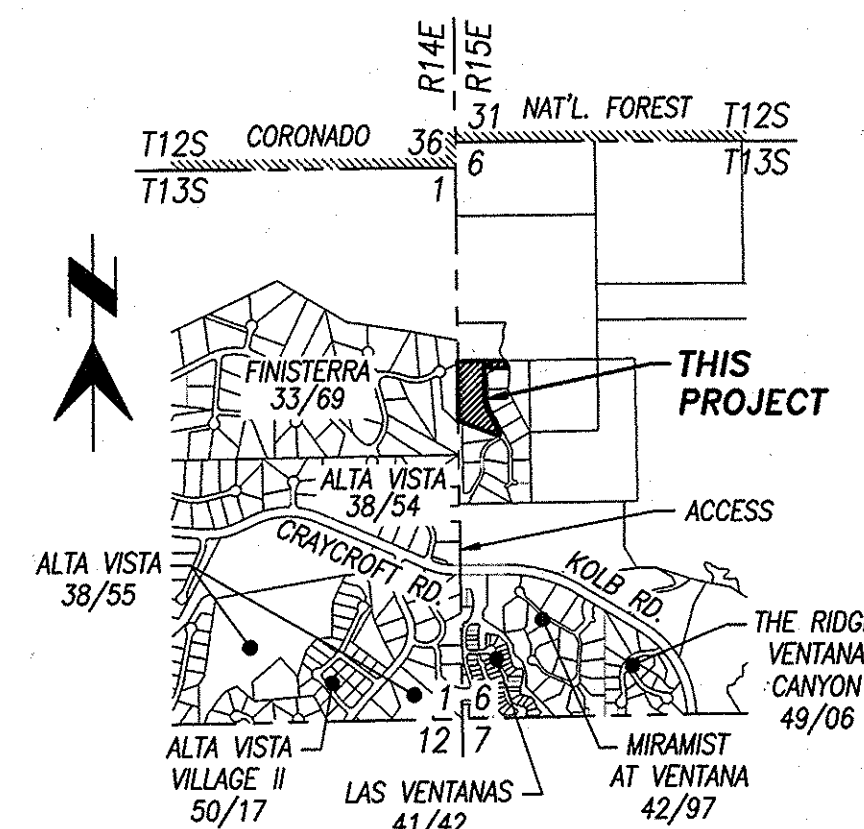 R14E
R15E
T12S CORONADO 36 31 NAT'L. FOREST T12S
T13S 1 6 T13S
N
FINISTERRA
33/69
THIS
PROJECT
ALTA VISTA
38/54
ACCESS
CRAYCROFT RD.
KOLB RD.
ALTA VISTA
38/55
THE RIDGE
VENTANA
CANYON
49/06
1 6
12 7
ALTA VISTA
VILLAGE II
50/17
LAS VENTANAS
41/42
MIRAMIST
AT VENTANA
42/97